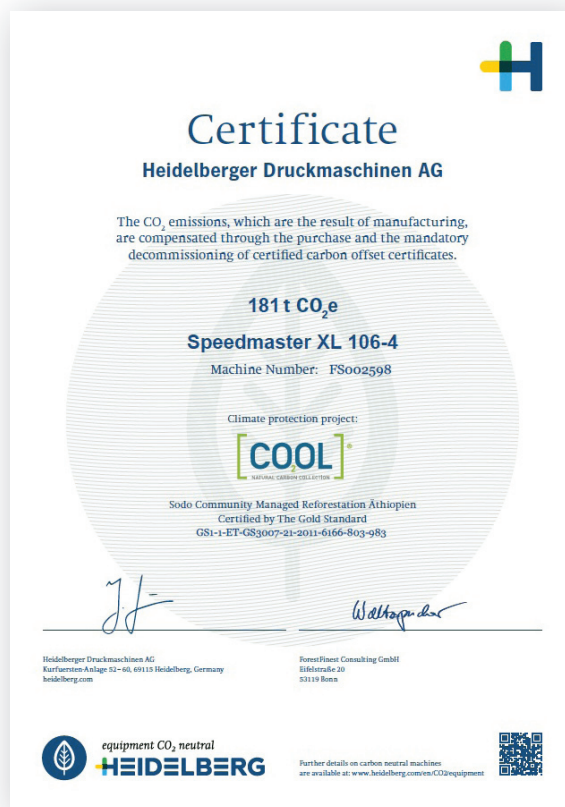 Certificate
Heidelberger Druckmaschinen AG
The CO₂ emissions, which are the result of manufacturing,
are compensated through the purchase and the mandatory
decommissioning of certified carbon offset certificates.
181 t CO₂e
Speedmaster XL 106-4
Machine Number: FS002598
Climate protection project:
[CO₂OL]®
NATURAL CARBON COLLECTION
Sodo Community Managed Reforestation Äthiopien
Certified by The Gold Standard
GS1-1-ET-GS3007-21-2011-6166-803-983
Heidelberger Druckmaschinen AG
Kurfuersten-Anlage 52–60, 69115 Heidelberg, Germany
heidelberg.com
ForestFinest Consulting GmbH
Eifelstraße 20
53119 Bonn
equipment CO₂ neutral
HEIDELBERG
Further details on carbon neutral machines
are available at: www.heidelberg.com/en/CO2equipment